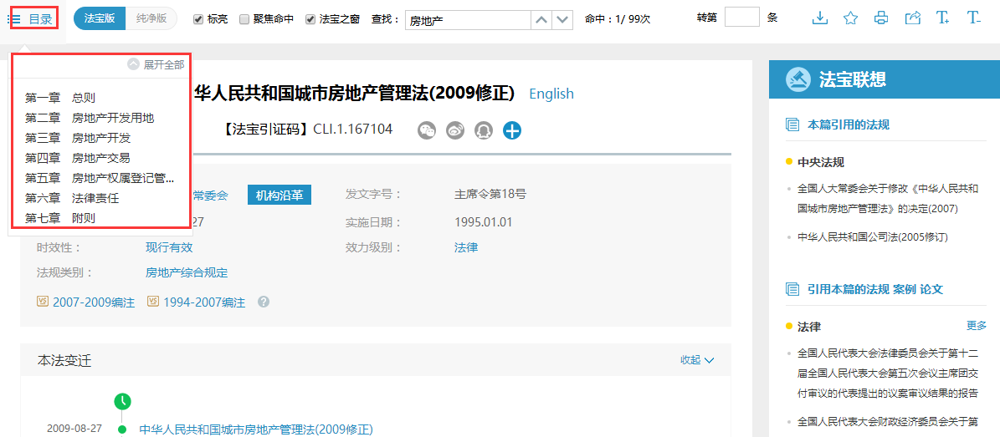 目录 法宝版 纯净版 标亮 聚焦命中 法宝之窗 查找： 房地产 命中：1/ 99次 转第 条
展开全部
第一章 总则
第二章 房地产开发用地
第三章 房地产开发
第四章 房地产交易
第五章 房地产权属登记管...
第六章 法律责任
第七章 附则
华人民共和国城市房地产管理法(2009修正) English
【法宝引证码】CLI.1.167104
常委会 机构沿革 发文字号： 主席令第18号
27 实施日期： 1995.01.01
时效性： 现行有效 效力级别： 法律
法规类别： 房地产综合规定
VS 2007-2009编注 VS 1994-2007编注 ?
本法变迁 收起
2009-08-27 中华人民共和国城市房地产管理法(2009修正)
法宝联想
本篇引用的法规
中央法规
全国人大常委会关于修改《中华人民共和
国城市房地产管理法》的决定(2007)
中华人民共和国公司法(2005修订)
引用本篇的法规 案例 论文
法律 更多
全国人民代表大会法律委员会关于第十二
届全国人民代表大会第五次会议主席团交
付审议的代表提出的议案审议结果的报告
全国人民代表大会财政经济委员会关于第